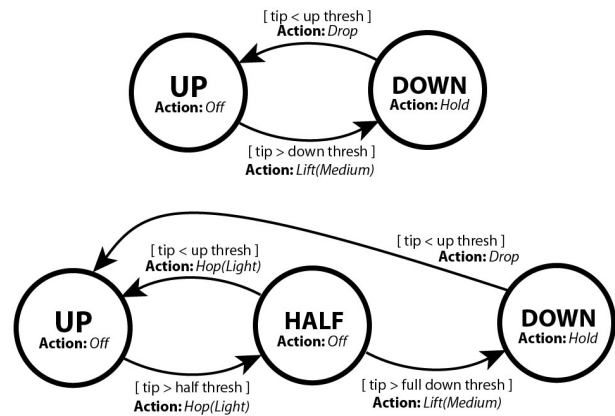 [ tip < up thresh ]
Action: Drop
UP
Action: Off
DOWN
Action: Hold
[ tip > down thresh ]
Action: Lift(Medium)
[ tip < up thresh ]
Action: Hop(Light)
[ tip < up thresh ]
Action: Drop
UP
Action: Off
HALF
Action: Off
DOWN
Action: Hold
[ tip > half thresh ]
Action: Hop(Light)
[ tip > full down thresh ]
Action: Lift(Medium)